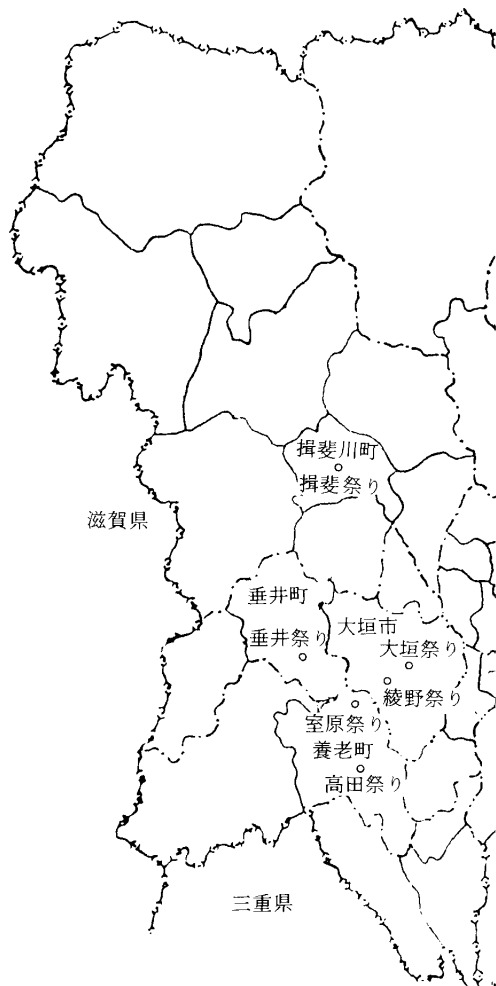 揖斐川町
揖斐祭り
滋賀県
垂井町
垂井祭り
大垣市
大垣祭り
綾野祭り
室原祭り
養老町
高田祭り
三重県